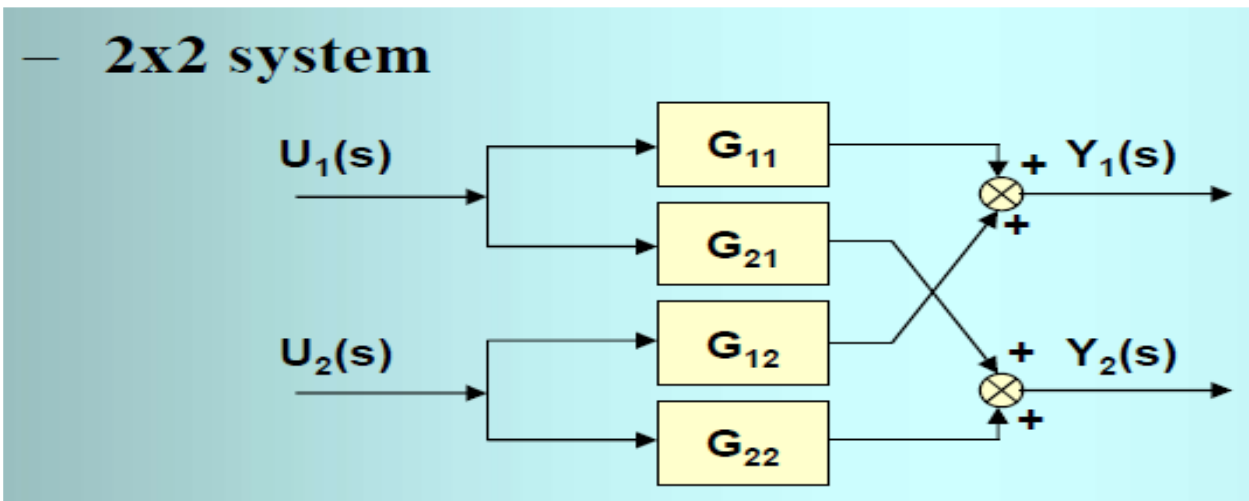 – 2x2 system
G₁₁
U₁(s) + Y₁(s)
+
G₂₁
G₁₂
U₂(s) + Y₂(s)
+
G₂₂